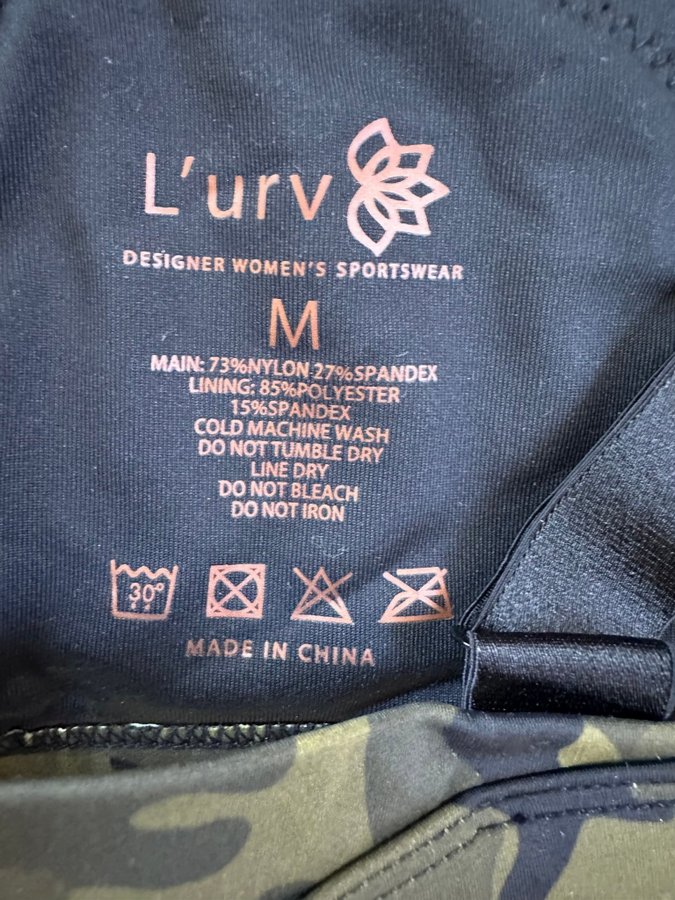 L'urv
DESIGNER WOMEN'S SPORTSWEAR
M
MAIN: 73%NYLON 27%SPANDEX
LINING: 85%POLYESTER
15%SPANDEX
COLD MACHINE WASH
DO NOT TUMBLE DRY
LINE DRY
DO NOT BLEACH
DO NOT IRON
30°
MADE IN CHINA